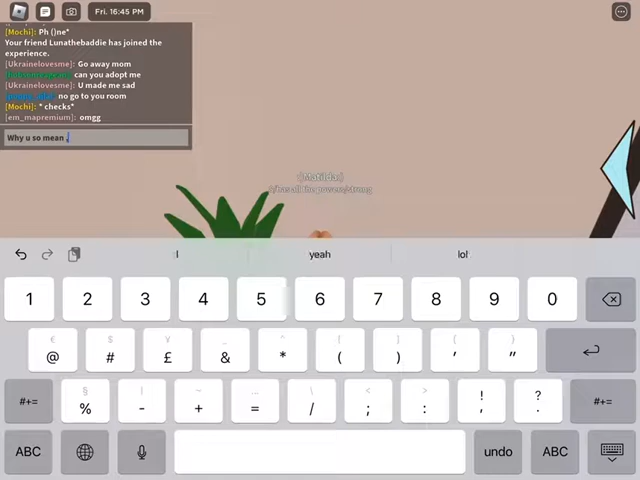 Fri. 16:45 PM
[Mochi]: Ph ()ne*
Your friend Lunathebaddie has joined the
experience.
[Ukrainelovesme]: Go away mom
can you adopt me
[Ukrainelovesme]: U made me sad
no go to you room
[Mochi]: * checks*
[em_mapremium]: omgg
Why u so mean
:)Matilda:)
I
yeah
lol
1 2 3 4 5 6 7 8 9 0
€ $ ¥ _ ^ [ ] { }
@ # £ & * ( ) ' "
§ | ~ … \ < > ! ?
#+= % - + = / ; : , . #+=
ABC undo ABC